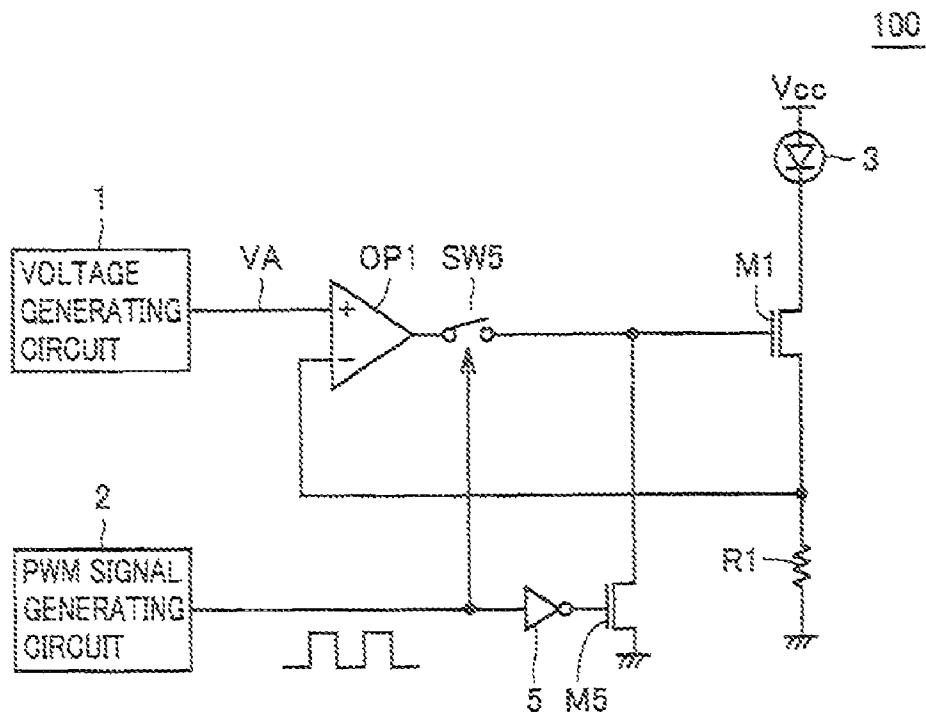 100
Vcc
3
1
VOLTAGE
GENERATING
CIRCUIT
VA
OP1
SW5
M1
+
−
2
PWM SIGNAL
GENERATING
CIRCUIT
R1
5
M5